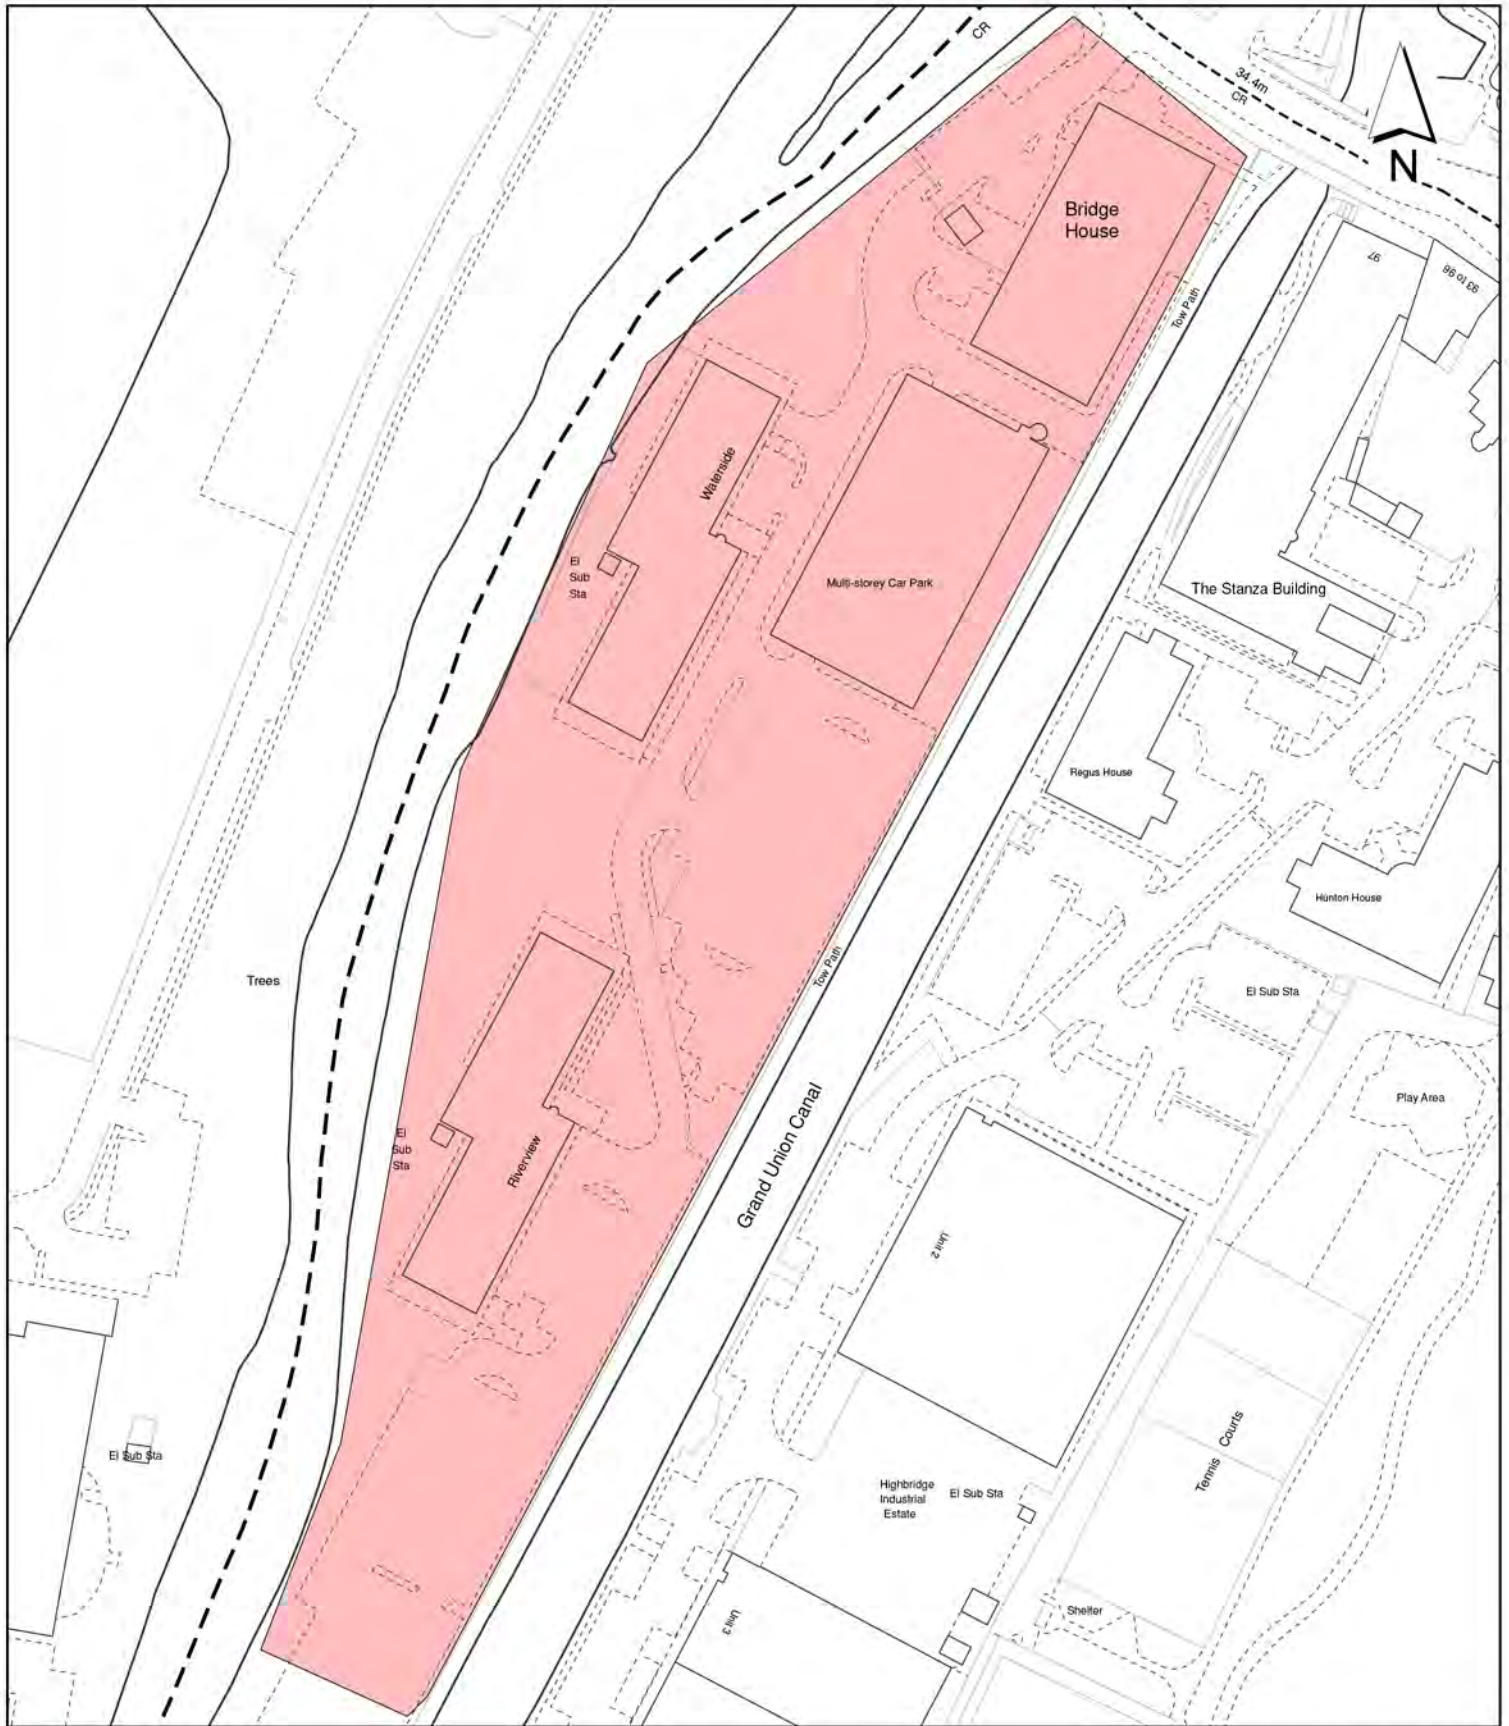 CR
34.4m
CR
N
Bridge
House
97
93 to 96
Tow Path
Waterside
El
Sub
Sta
Multi-storey Car Park
The Stanza Building
Regus House
Hunton House
Tow Path
Trees
El Sub Sta
Play Area
Grand Union Canal
El
Sub
Sta
Riverview
Unit 2
Tennis Courts
El Sub Sta
Highbridge
Industrial
Estate
El Sub Sta
Shelter
Unit 3